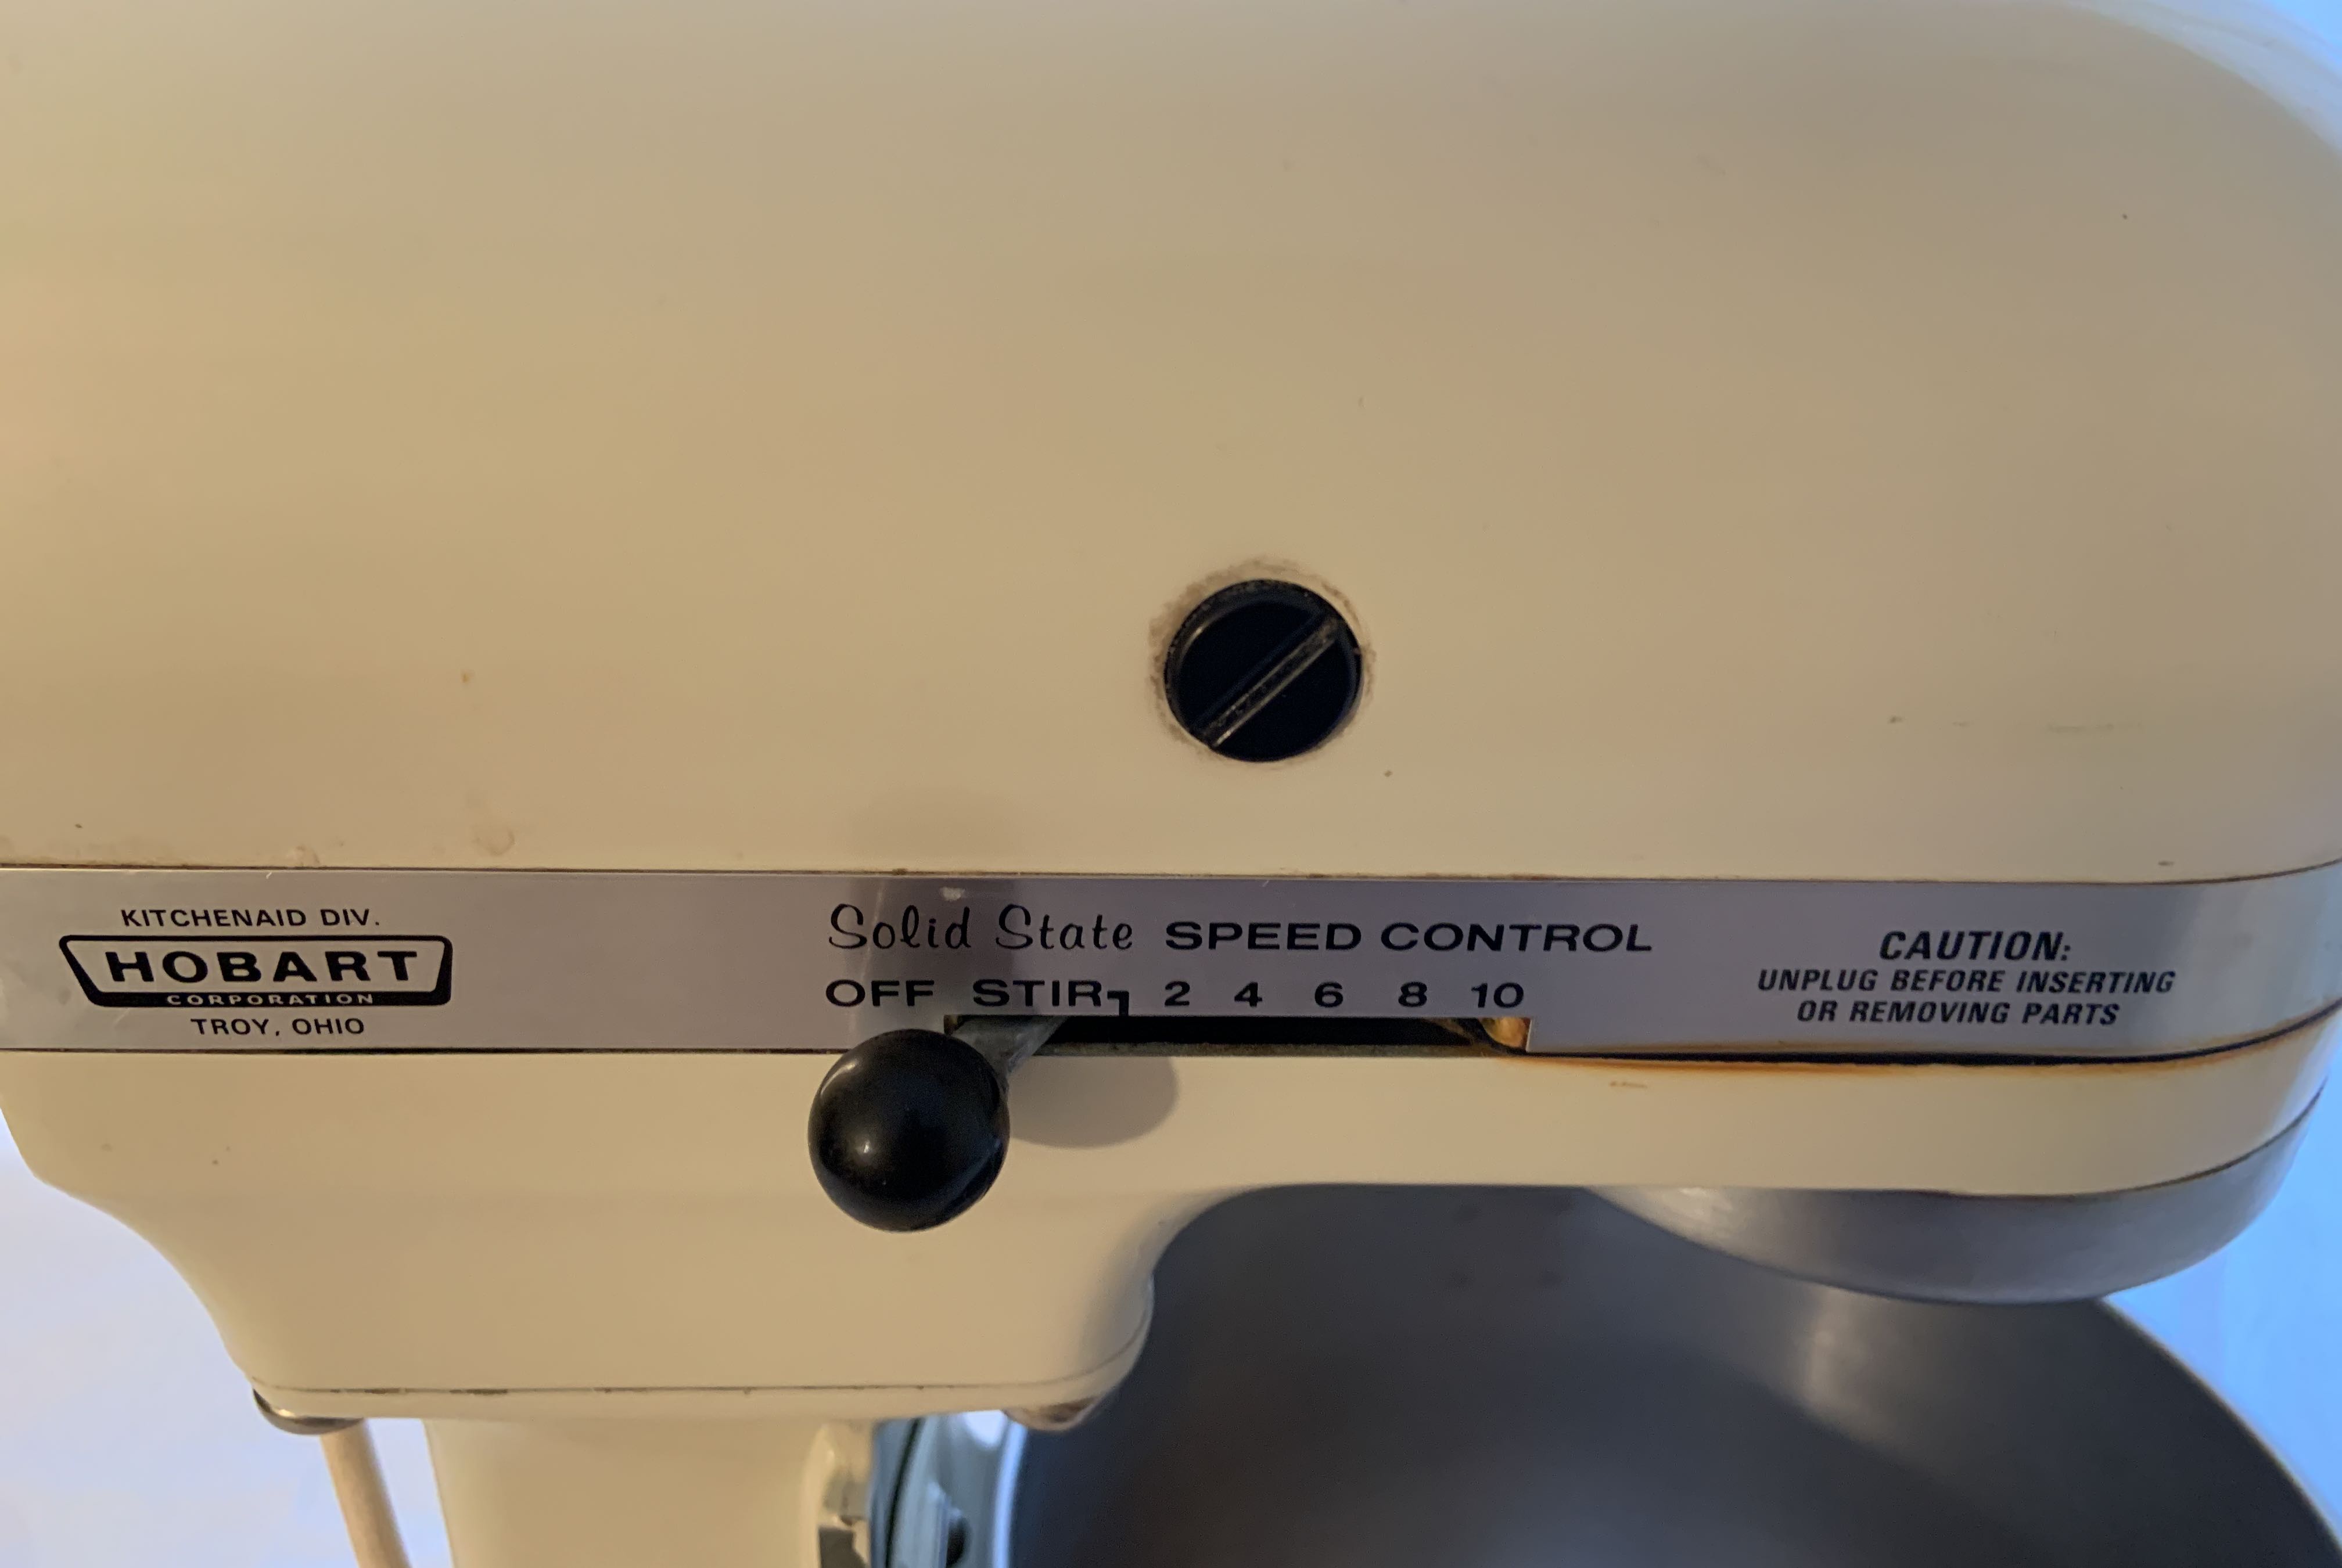 KITCHENAID DIV.
HOBART
CORPORATION
TROY, OHIO
Solid State SPEED CONTROL
OFF STIR 2 4 6 8 10
CAUTION:
UNPLUG BEFORE INSERTING
OR REMOVING PARTS